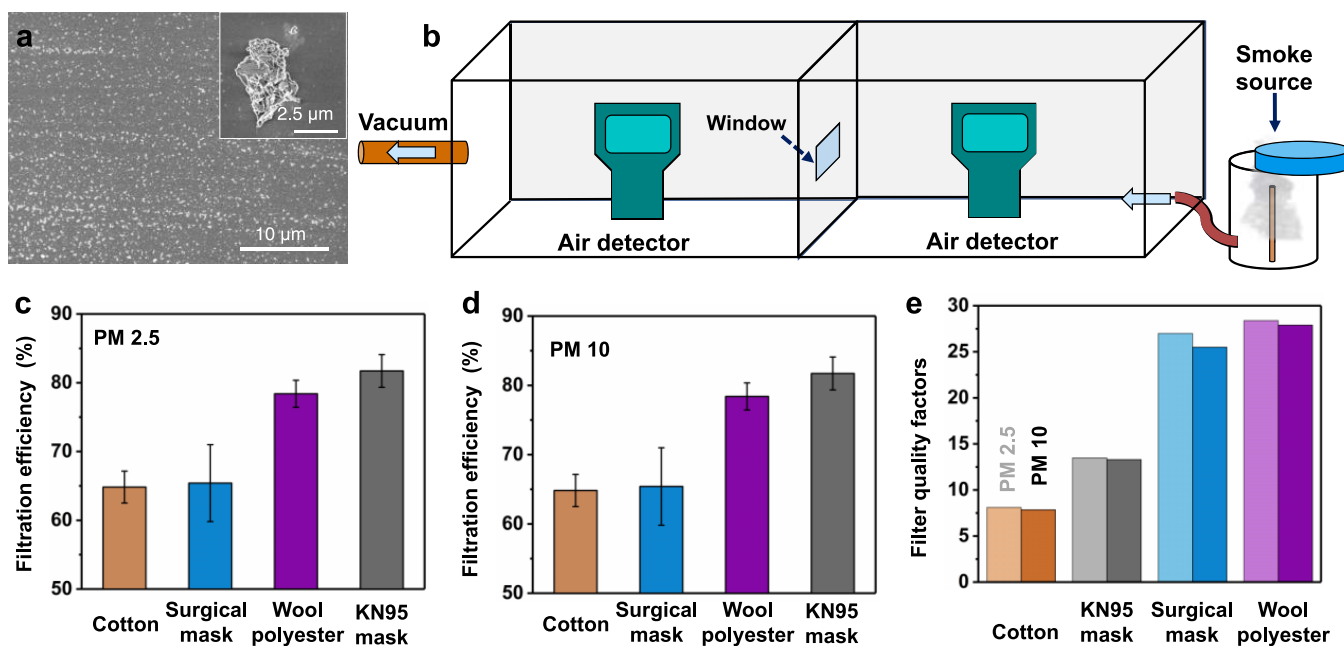 a
2.5 μm
10 μm
b
Vacuum
Window
Air detector
Air detector
Smoke
source
c
PM 2.5
Filtration efficiency (%)
90
80
70
60
50
Cotton
Surgical
mask
Wool
polyester
KN95
mask
d
PM 10
Filtration efficiency (%)
90
80
70
60
50
Cotton
Surgical
mask
Wool
polyester
KN95
mask
e
Filter quality factors
30
25
20
15
10
5
0
PM 2.5
PM 10
Cotton
KN95
mask
Surgical
mask
Wool
polyester